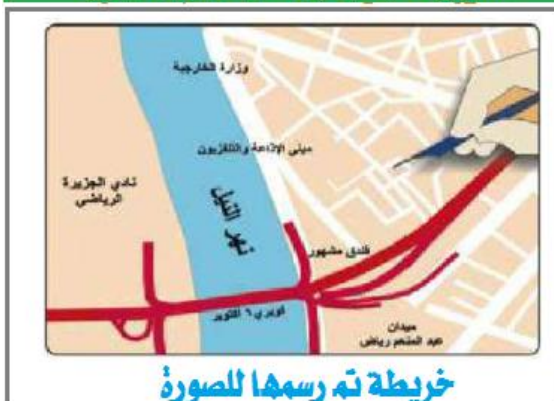 وزارة الخارجية
مبنى الإذاعة والتلفزيون
نادي الجزيرة
الرياضي
نهر النيل
فندق مشهور
كوبري ٦ أكتوبر
ميدان
عبد المنعم رياض
خريطة تم رسمها للصورة